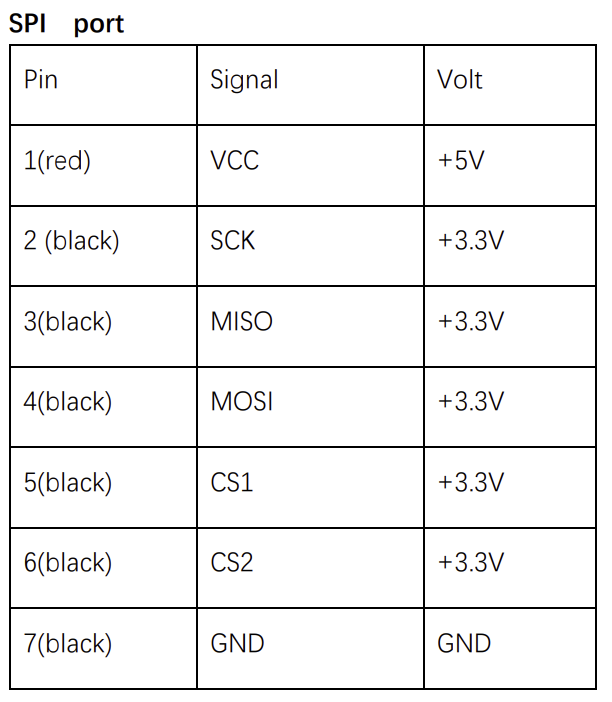 SPI port
Pin Signal Volt
1(red) VCC +5V
2 (black) SCK +3.3V
3(black) MISO +3.3V
4(black) MOSI +3.3V
5(black) CS1 +3.3V
6(black) CS2 +3.3V
7(black) GND GND